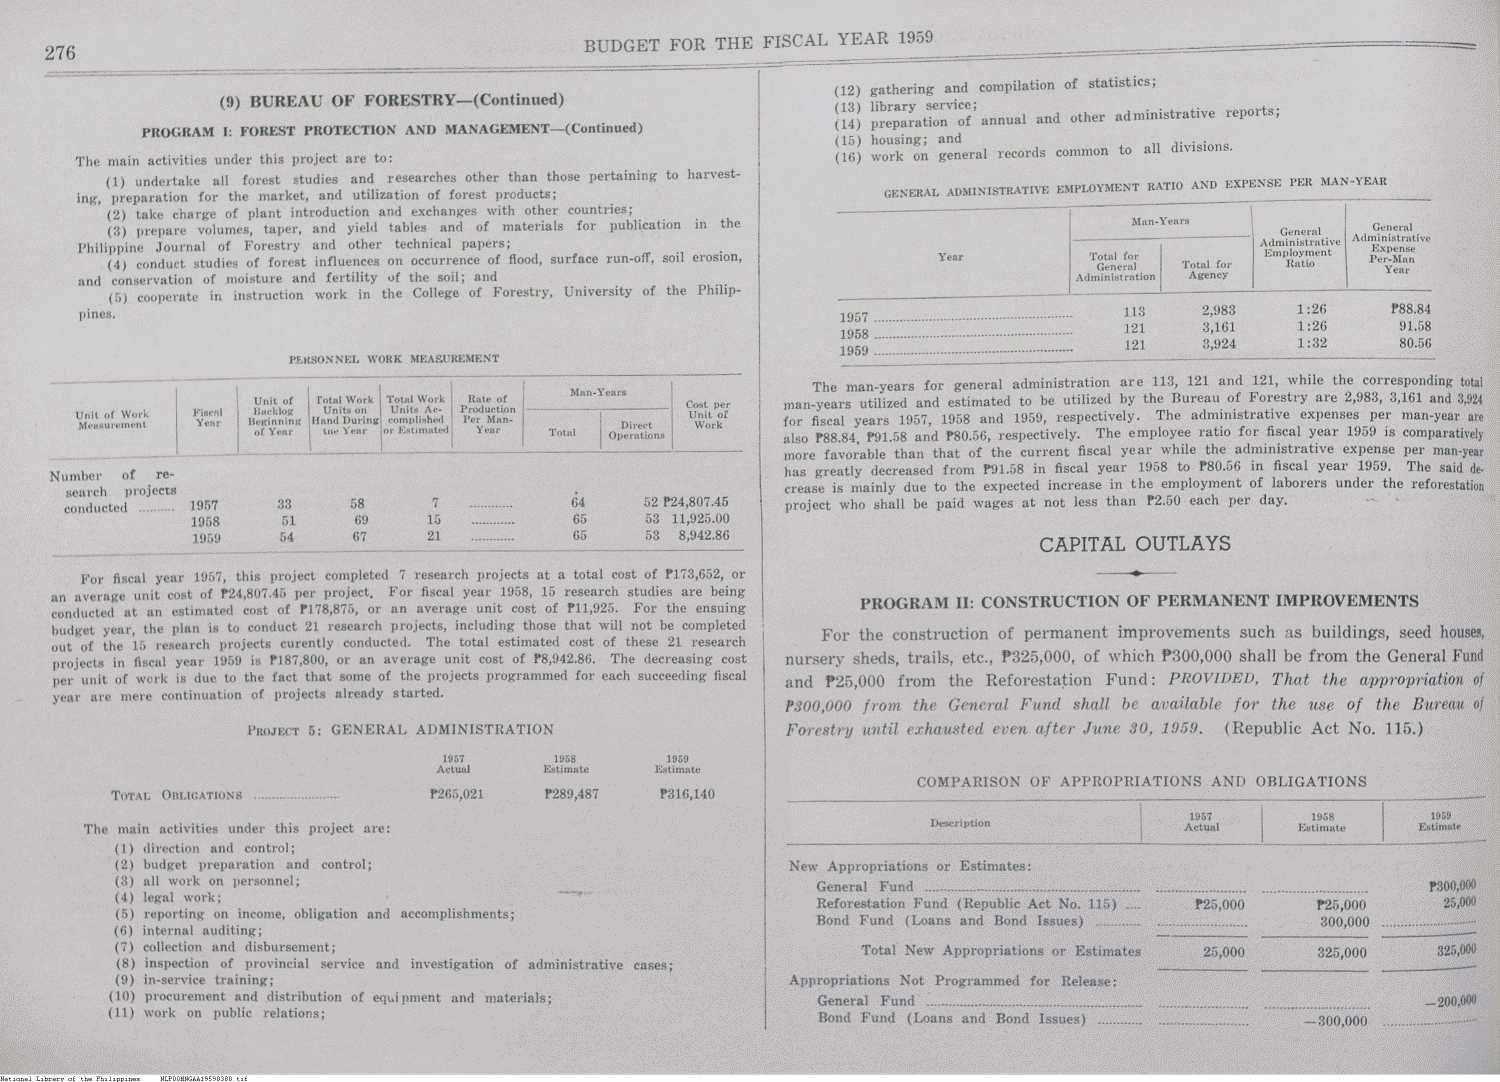 276
BUDGET FOR THE FISCAL YEAR 1959
(9) BUREAU OF FORESTRY—(Continued)
PROGRAM I: FOREST PROTECTION AND MANAGEMENT—(Continued)
The main activities under this project are to:
(1) undertake all forest studies and researches other than those pertaining to harvest-
ing, preparation for the market, and utilization of forest products;
(2) take charge of plant introduction and exchanges with other countries;
(3) prepare volumes, taper, and yield tables and of materials for publication in the
Philippine Journal of Forestry and other technical papers;
(4) conduct studies of forest influences on occurrence of flood, surface run-off, soil erosion,
and conservation of moisture and fertility of the soil; and
(5) cooperate in instruction work in the College of Forestry, University of the Philip-
pines.
PERSONNEL WORK MEASUREMENT
Unit of Work Measurement | Fiscal Year | Unit of Backlog Beginning of Year | Total Work Units on Hand During the Year | Total Work Units Ac- complished or Estimated | Rate of Production Per Man- Year | Man-Years Total | Direct Operations | Cost per Unit of Work
Number of re-
search projects
conducted .......... 1957 33 58 7 ............ 64 52 ₱24,807.45
1958 51 69 15 ............ 65 53 11,925.00
1959 54 67 21 ............ 65 53 8,942.86
For fiscal year 1957, this project completed 7 research projects at a total cost of ₱173,652, or
an average unit cost of ₱24,807.45 per project. For fiscal year 1958, 15 research studies are being
conducted at an estimated cost of ₱178,875, or an average unit cost of ₱11,925. For the ensuing
budget year, the plan is to conduct 21 research projects, including those that will not be completed
out of the 15 research projects curently conducted. The total estimated cost of these 21 research
projects in fiscal year 1959 is ₱187,800, or an average unit cost of ₱8,942.86. The decreasing cost
per unit of work is due to the fact that some of the projects programmed for each succeeding fiscal
year are mere continuation of projects already started.
PROJECT 5: GENERAL ADMINISTRATION
1957 Actual 1958 Estimate 1959 Estimate
TOTAL OBLIGATIONS ........................ ₱265,021 ₱289,487 ₱316,140
The main activities under this project are:
(1) direction and control;
(2) budget preparation and control;
(3) all work on personnel;
(4) legal work;
(5) reporting on income, obligation and accomplishments;
(6) internal auditing;
(7) collection and disbursement;
(8) inspection of provincial service and investigation of administrative cases;
(9) in-service training;
(10) procurement and distribution of equipment and materials;
(11) work on public relations;
(12) gathering and compilation of statistics;
(13) library service;
(14) preparation of annual and other administrative reports;
(15) housing; and
(16) work on general records common to all divisions.
GENERAL ADMINISTRATIVE EMPLOYMENT RATIO AND EXPENSE PER MAN-YEAR
Year | Man-Years Total for General Administration | Total for Agency | General Administrative Employment Ratio | General Administrative Expense Per-Man Year
1957 .................................................. 113 2,983 1:26 ₱88.84
1958 .................................................. 121 3,161 1:26 91.58
1959 .................................................. 121 3,924 1:32 80.56
The man-years for general administration are 113, 121 and 121, while the corresponding total
man-years utilized and estimated to be utilized by the Bureau of Forestry are 2,983, 3,161 and 3,924
for fiscal years 1957, 1958 and 1959, respectively. The administrative expenses per man-year are
also ₱88.84, ₱91.58 and ₱80.56, respectively. The employee ratio for fiscal year 1959 is comparatively
more favorable than that of the current fiscal year while the administrative expense per man-year
has greatly decreased from ₱91.58 in fiscal year 1958 to ₱80.56 in fiscal year 1959. The said de-
crease is mainly due to the expected increase in the employment of laborers under the reforestation
project who shall be paid wages at not less than ₱2.50 each per day.
CAPITAL OUTLAYS
PROGRAM II: CONSTRUCTION OF PERMANENT IMPROVEMENTS
For the construction of permanent improvements such as buildings, seed houses,
nursery sheds, trails, etc., ₱325,000, of which ₱300,000 shall be from the General Fund
and ₱25,000 from the Reforestation Fund: PROVIDED, That the appropriation of
₱300,000 from the General Fund shall be available for the use of the Bureau of
Forestry until exhausted even after June 30, 1959. (Republic Act No. 115.)
COMPARISON OF APPROPRIATIONS AND OBLIGATIONS
Description | 1957 Actual | 1958 Estimate | 1959 Estimate
New Appropriations or Estimates:
General Fund .................................................. ...................... .......................... ₱300,000
Reforestation Fund (Republic Act No. 115) .... ₱25,000 ₱25,000 25,000
Bond Fund (Loans and Bond Issues) ............ ...................... 300,000 ......................
Total New Appropriations or Estimates 25,000 325,000 325,000
Appropriations Not Programmed for Release:
General Fund .................................................. ...................... .......................... —200,000
Bond Fund (Loans and Bond Issues) ............ ...................... —300,000 ......................
National Library of the Philippines NLPOOMNGAA19590300.tif